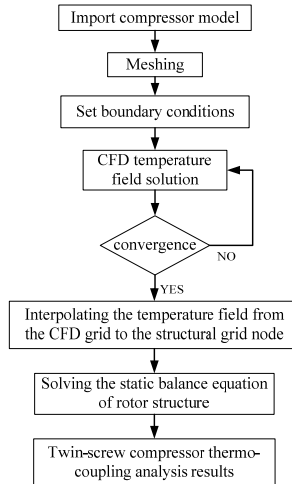 Import compressor model
Meshing
Set boundary conditions
CFD temperature
field solution
convergence
NO
YES
Interpolating the temperature field from
the CFD grid to the structural grid node
Solving the static balance equation
of rotor structure
Twin-screw compressor thermo-
coupling analysis results